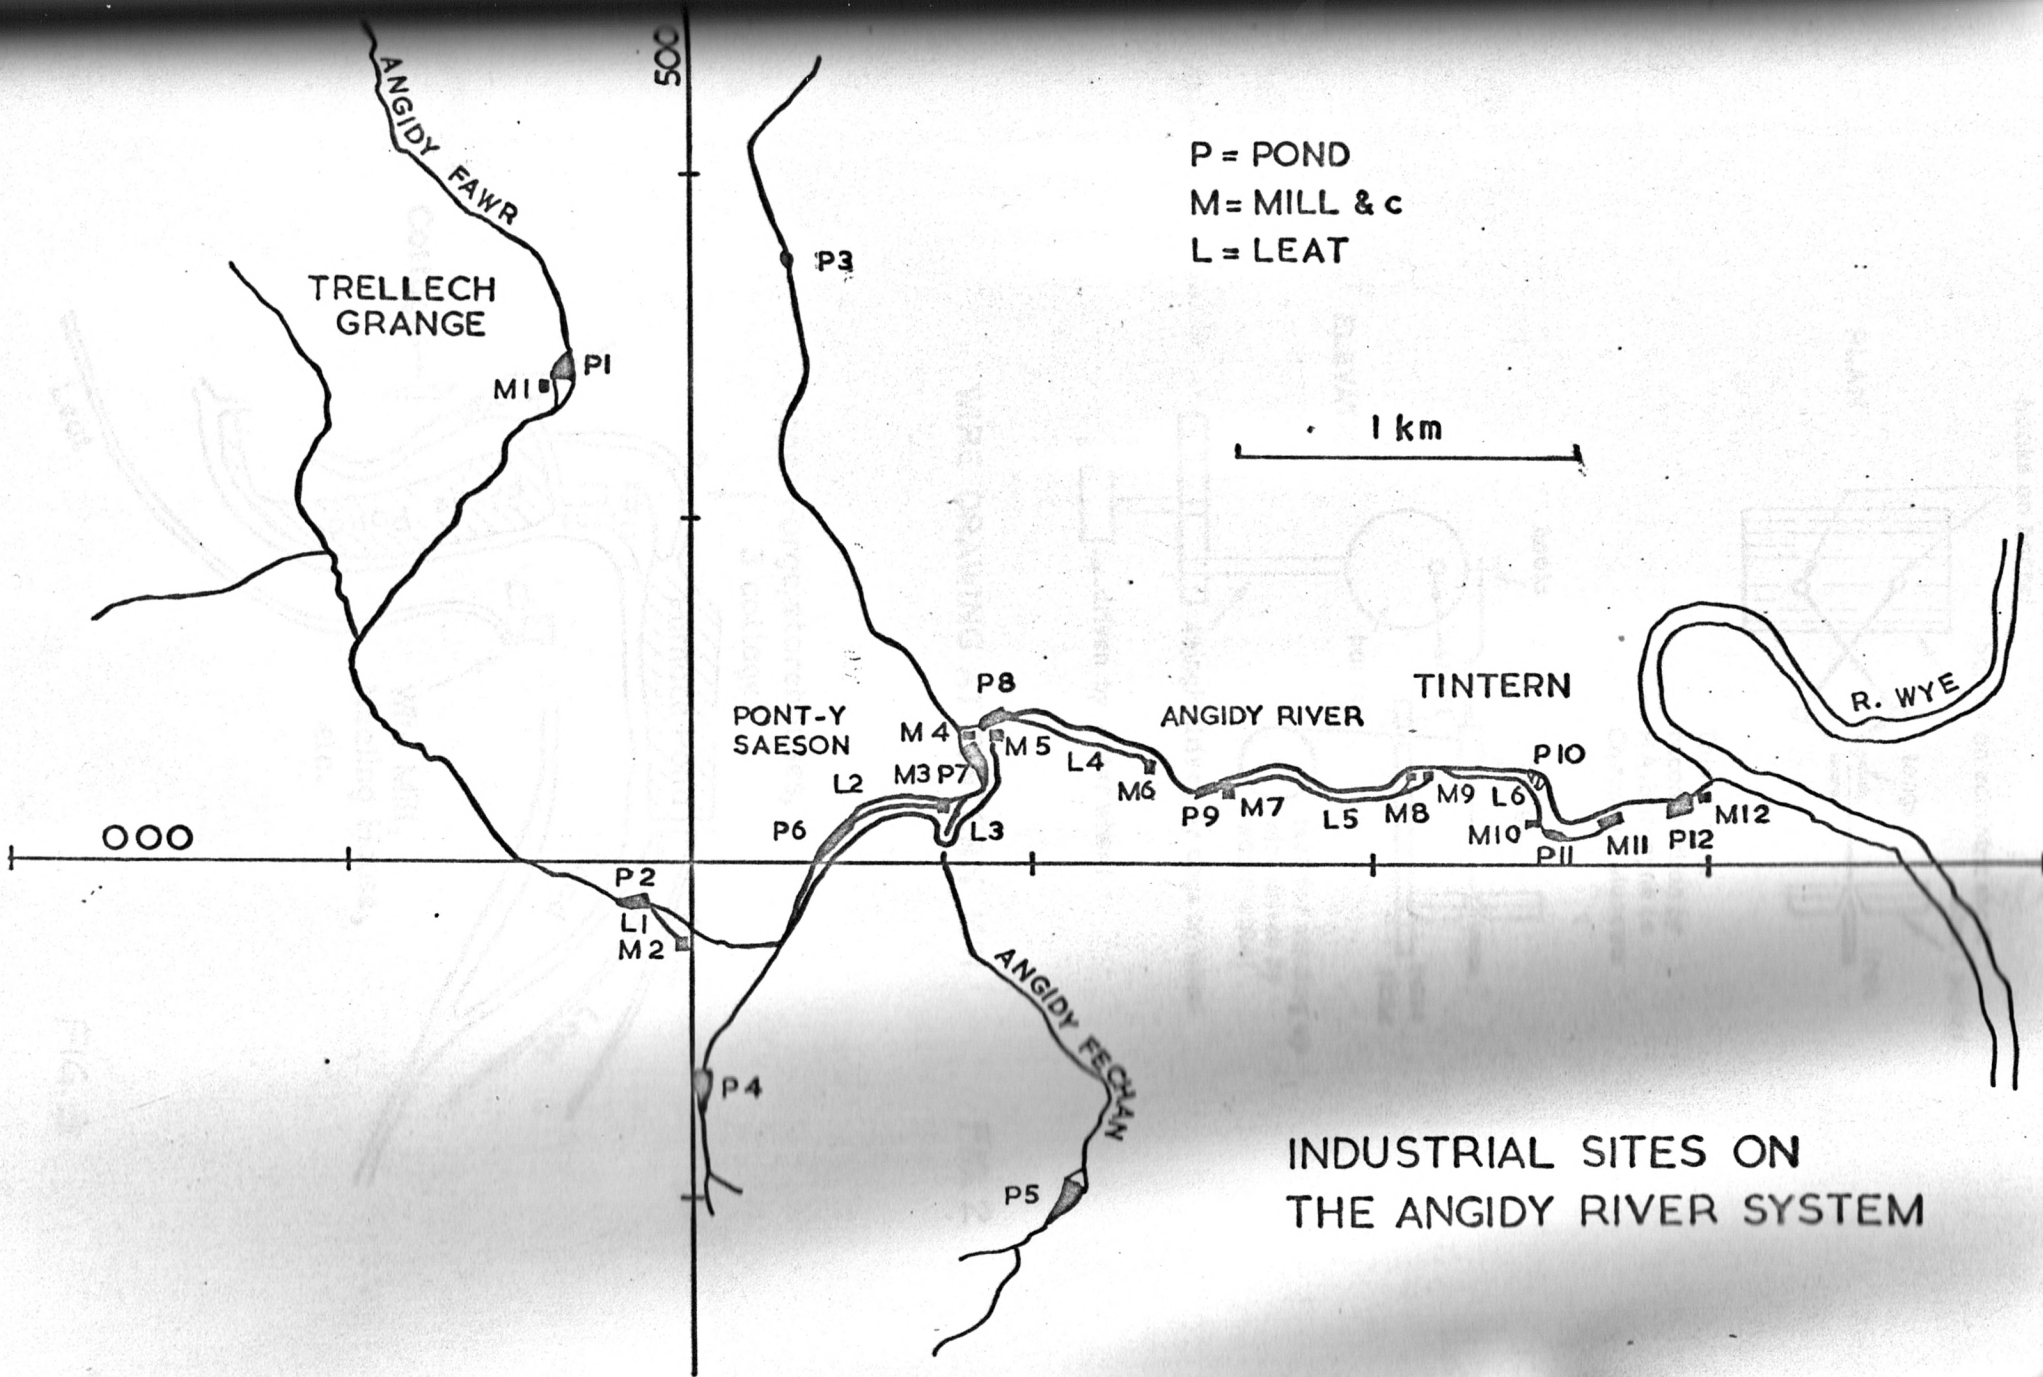 500
ANGIDY FAWR
P = POND
M = MILL & c
L = LEAT
P3
TRELLECH
GRANGE
P1
M1
1 km
P8
TINTERN
R. WYE
PONT-Y
SAESON
M4
M5
ANGIDY RIVER
L4
P10
M3 P7
L2
M6
P9
M7
L5
M8
M9
L6
M12
P6
L3
M10
P11
M11
P12
000
P2
L1
M2
ANGIDY FECHAN
P4
P5
INDUSTRIAL SITES ON
THE ANGIDY RIVER SYSTEM